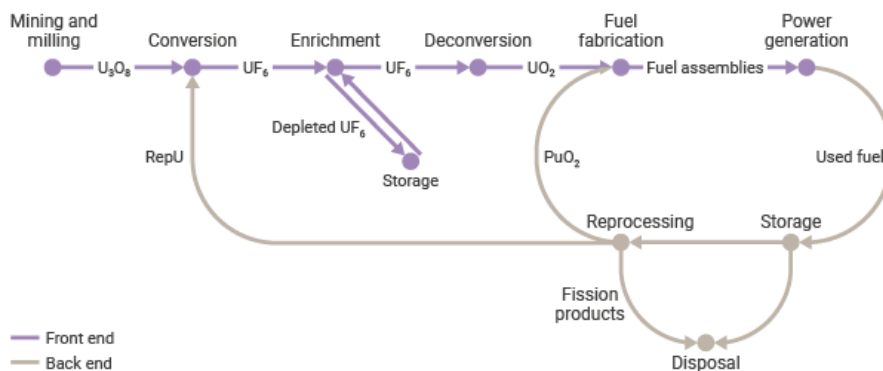 Mining and
milling
Conversion
Enrichment
Deconversion
Fuel
fabrication
Power
generation
U₃O₈
UF₆
UF₆
UO₂
Fuel assemblies
Depleted UF₆
Storage
RepU
PuO₂
Used fuel
Reprocessing
Storage
Fission
products
Disposal
Front end
Back end